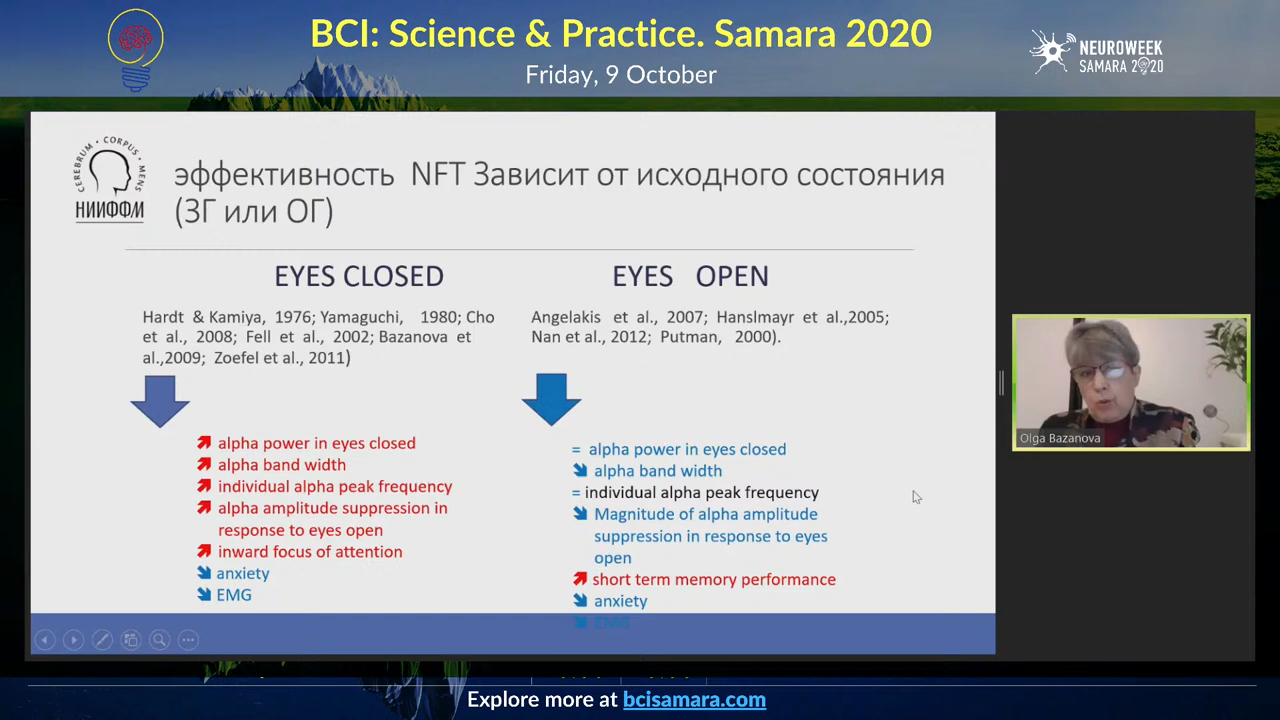 BCI: Science & Practice. Samara 2020
Friday, 9 October
NEUROWEEK
SAMARA 2020
CEREBRUM • CORPUS • MENS
НИИФФМ
эффективность NFT Зависит от исходного состояния
(ЗГ или ОГ)
EYES CLOSED
Hardt & Kamiya, 1976; Yamaguchi, 1980; Cho
et al., 2008; Fell et al., 2002; Bazanova et
al.,2009; Zoefel et al., 2011)
alpha power in eyes closed
alpha band width
individual alpha peak frequency
alpha amplitude suppression in
response to eyes open
inward focus of attention
anxiety
EMG
EYES OPEN
Angelakis et al., 2007; Hanslmayr et al.,2005;
Nan et al., 2012; Putman, 2000).
= alpha power in eyes closed
alpha band width
= individual alpha peak frequency
Magnitude of alpha amplitude
suppression in response to eyes
open
short term memory performance
anxiety
EMG
Olga Bazanova
Explore more at bcisamara.com